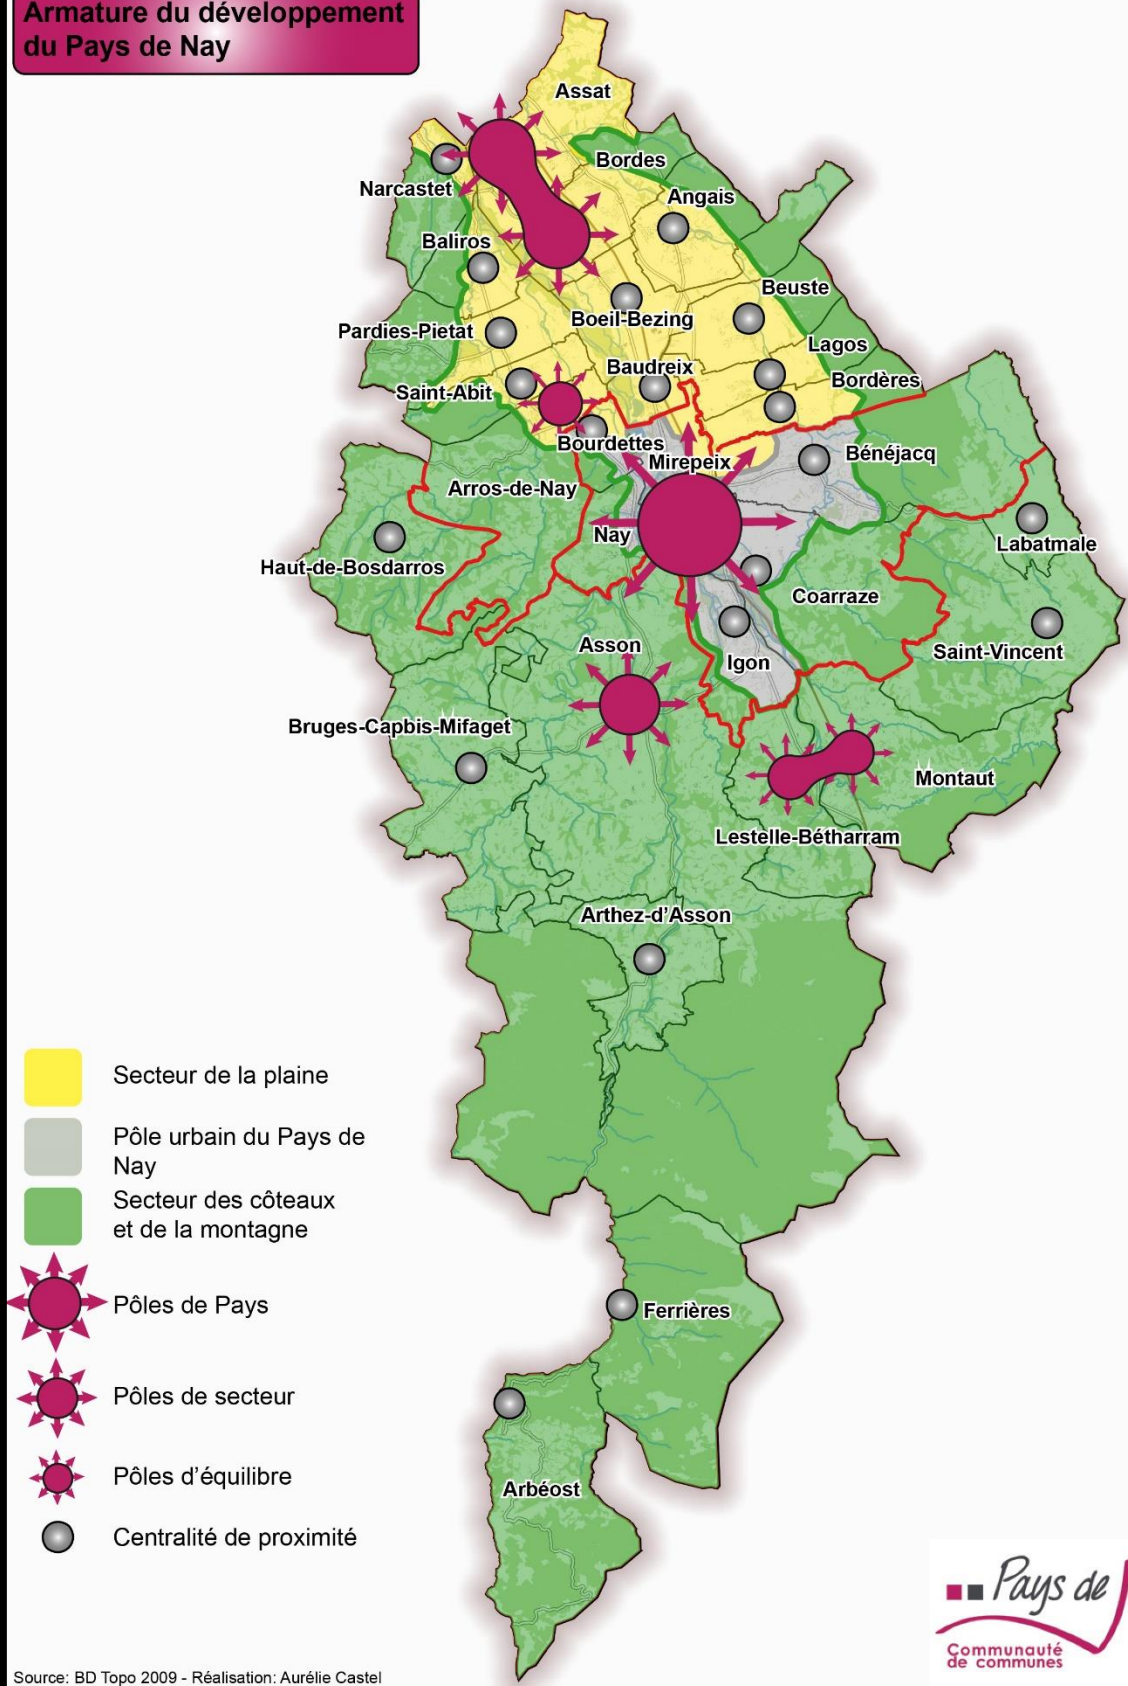 Armature du développement
du Pays de Nay
Assat
Bordes
Narcastet
Angais
Baliros
Beuste
Boeil-Bezing
Pardies-Pietat
Lagos
Baudreix
Bordères
Saint-Abit
Bourdettes
Mirepeix
Bénéjacq
Arros-de-Nay
Nay
Labatmale
Haut-de-Bosdarros
Coarraze
Asson
Saint-Vincent
Igon
Bruges-Capbis-Mifaget
Montaut
Lestelle-Bétharram
Arthez-d'Asson
Secteur de la plaine
Pôle urbain du Pays de
Nay
Secteur des côteaux
et de la montagne
Pôles de Pays
Ferrières
Pôles de secteur
Pôles d'équilibre
Arbéost
Centralité de proximité
Pays de
Communauté
de communes
Source: BD Topo 2009 - Réalisation: Aurélie Castel